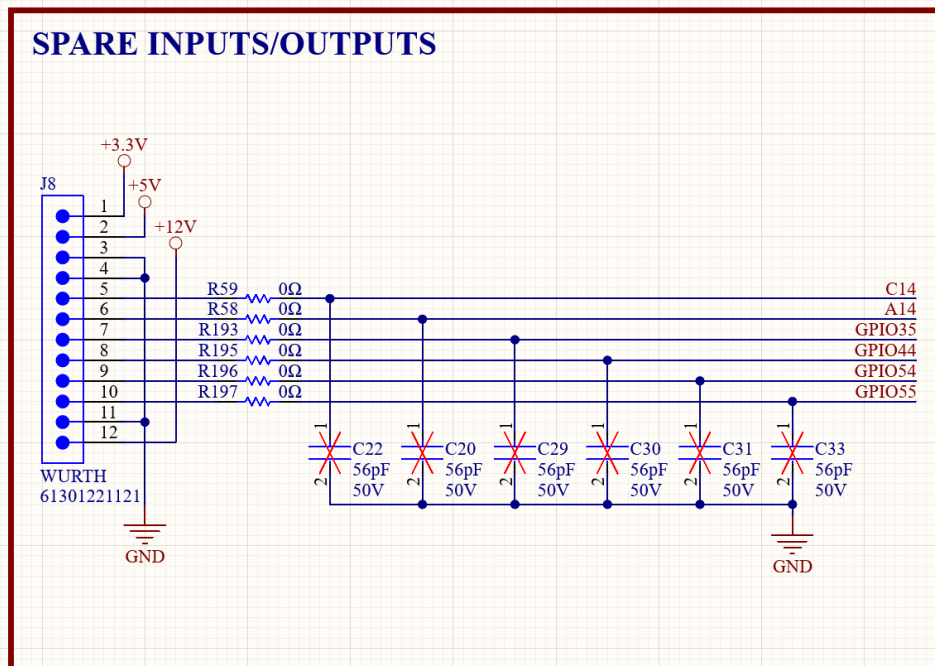 SPARE INPUTS/OUTPUTS
+3.3V
J8
+5V
+12V
1
2
3
4
5
6
7
8
9
10
11
12
R59 0Ω C14
R58 0Ω A14
R193 0Ω GPIO35
R195 0Ω GPIO44
R196 0Ω GPIO54
R197 0Ω GPIO55
1 1 1 1 1 1
C22 C20 C29 C30 C31 C33
56pF 56pF 56pF 56pF 56pF 56pF
2 2 2 2 2 2
50V 50V 50V 50V 50V 50V
WURTH
61301221121
GND
GND